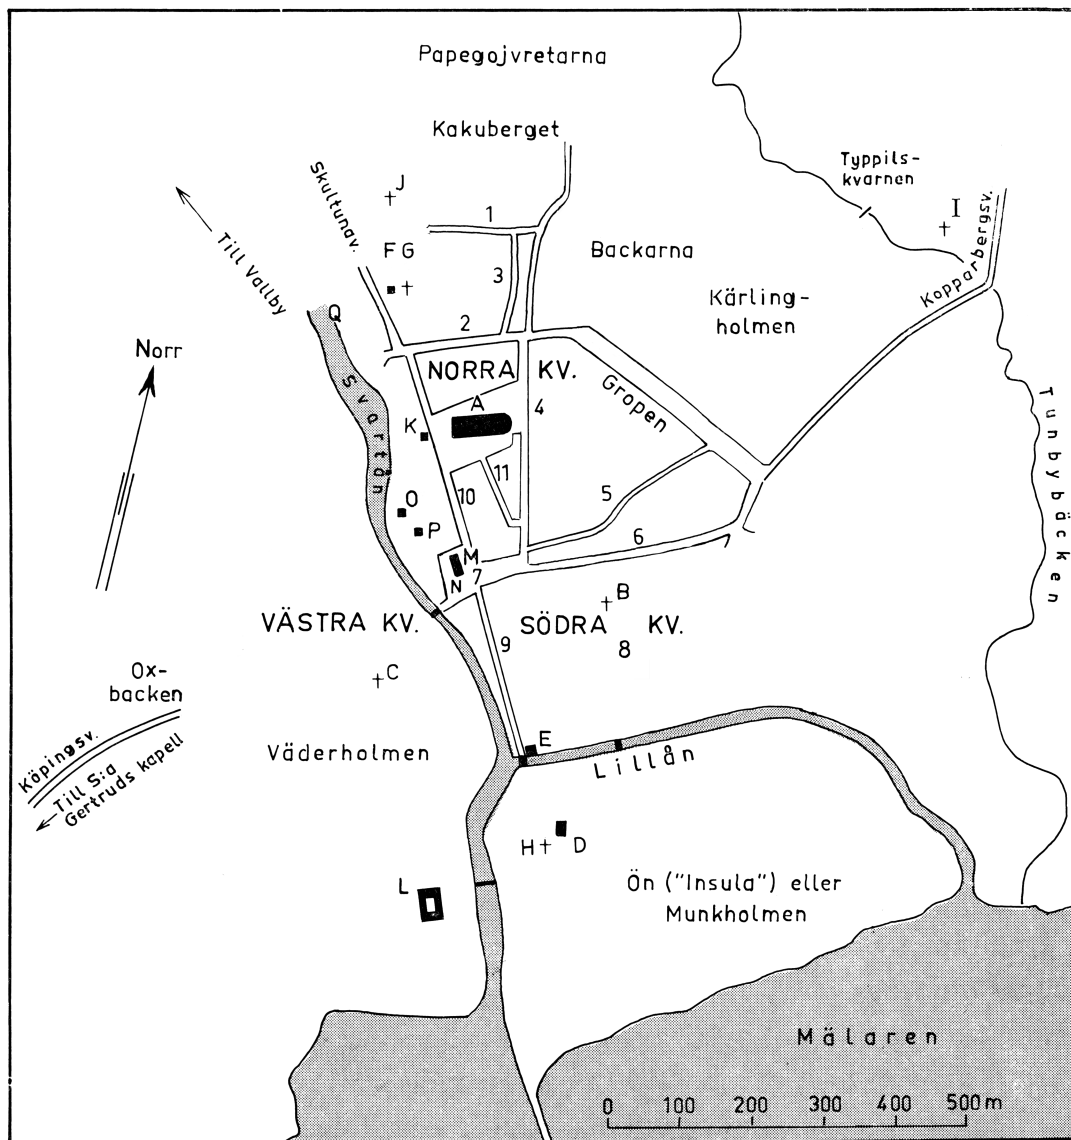 Papegojvretarna
Kakuberget
Typpils-
kvarnen
Skultunav.
J
I
1
Till Vallby
F G
Backarna
Kopparbergsv.
3
Kärling-
holmen
Q
2
Norr
NORRA KV.
Svartån
A
4
Gropen
K
Tunbybäcken
11
10
5
O
P
6
M
7
N
B
VÄSTRA KV.
SÖDRA KV.
9
8
C
Ox-
backen
Köpingsv.
Till S:a
Gertruds kapell
Väderholmen
E
Lillån
H
D
L
Ön ("Insula") eller
Munkholmen
Mälaren
0 100 200 300 400 500 m